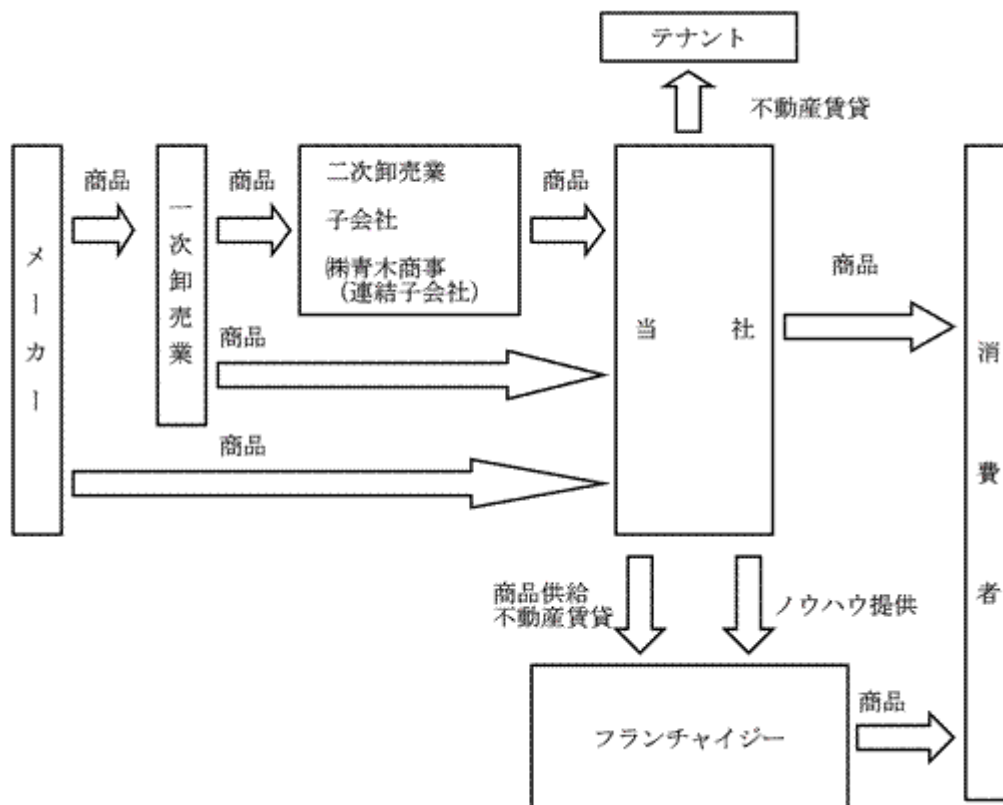 テナント
不動産賃貸
メーカー
商品
一次卸売業
商品
二次卸売業
子会社
㈱青木商事
(連結子会社)
商品
当社
商品
消費者
商品
商品
商品供給
不動産賃貸
ノウハウ提供
フランチャイジー
商品